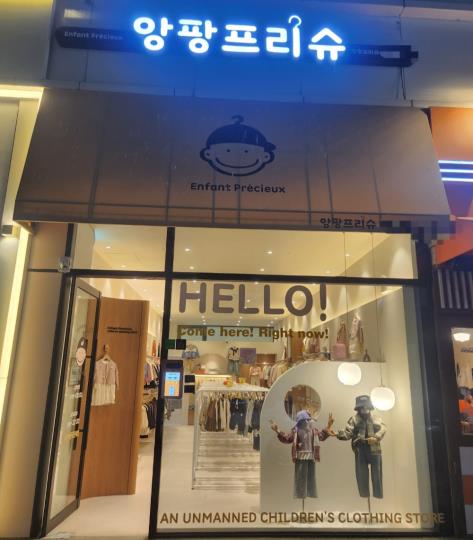 앙팡프리슈
Enfant Précieux
Enfant Précieux
앙팡프리슈
HELLO!
Come here! Right now!
AN UNMANNED CHILDREN'S CLOTHING STORE